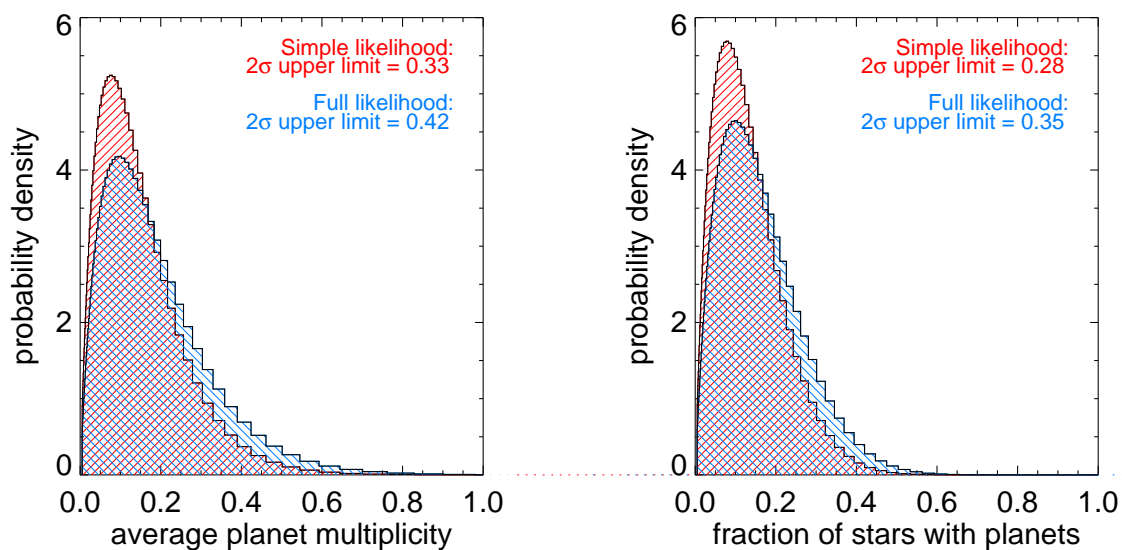 6
4
2
0
probability density
Simple likelihood:
2σ upper limit = 0.33
Full likelihood:
2σ upper limit = 0.42
0.0 0.2 0.4 0.6 0.8 1.0
average planet multiplicity
6
4
2
0
probability density
Simple likelihood:
2σ upper limit = 0.28
Full likelihood:
2σ upper limit = 0.35
0.0 0.2 0.4 0.6 0.8 1.0
fraction of stars with planets